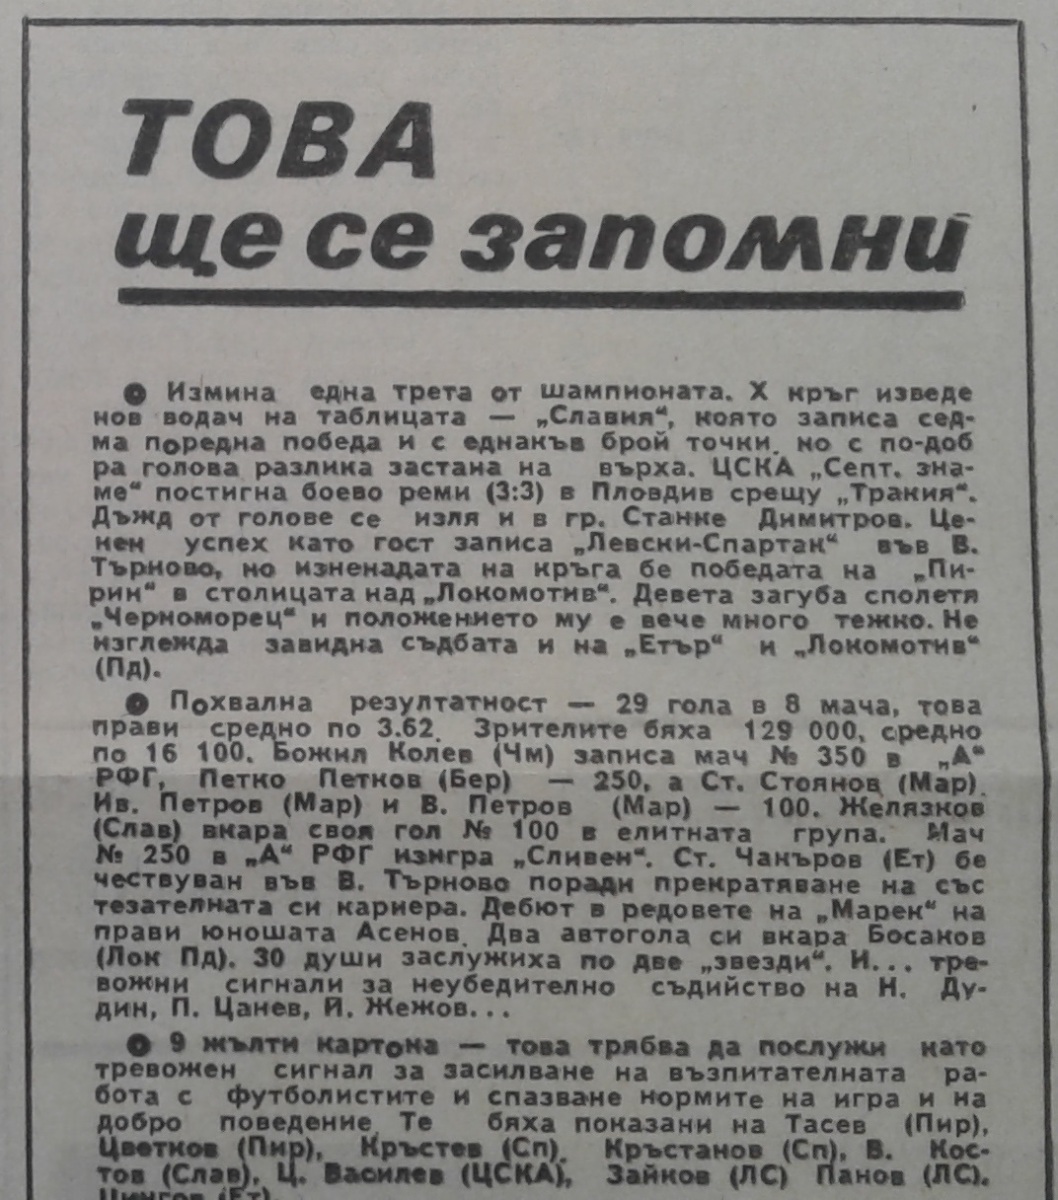 ТОВА
ще се запомни
● Измина една трета от шампионата. X кръг изведе
нов водач на таблицата — „Славия“, която записа сед-
ма поредна победа и с еднакъв брой точки, но с по-доб
ра голова разлика застана на върха. ЦСКА „Септ. зна-
ме“ постигна боево реми (3:3) в Пловдив срещу „Тракия“.
Дъжд от голове се изля и в гр. Станке Димитров. Це-
нен успех като гост записа „Левски-Спартак“ във В.
Търново, но изненадата на кръга бе победата на „Пи-
рин“ в столицата над „Локомотив“. Девета загуба сполетя
„Черноморец“ и положението му е вече много тежко. Не
изглежда завидна съдбата и на „Етър“ и „Локомотив“
(Пд).
● Похвална резултатност — 29 гола в 8 мача, това
прави средно по 3.62. Зрителите бяха 129 000, средно
по 16 100. Божил Колев (Чм) записа мач № 350 в „А“
РФГ, Петко Петков (Бер) — 250, а Ст. Стоянов (Мар).
Ив. Петров (Мар) и В. Петров (Мар) — 100. Желязков
(Слав) вкара своя гол № 100 в елитната група. Мач
№ 250 в „А“ РФГ изигра „Сливен“. Ст. Чакъров (Ет) бе
чествуван във В. Търново поради прекратяване на със
тезателната си кариера. Дебют в редовете на „Марек“ на
прави юношата Асенов. Два автогола си вкара Босаков
(Лок Пд). 30 души заслужиха по две „звезди“. И... тре-
вожни сигнали за неубедително съдийство на Н. Ду-
дин, П. Цанев, Й. Жежов...
● 9 жълти картона — това трябва да послужи като
тревожен сигнал за засилване на възпитателната ра-
бота с футболистите и спазване нормите на игра и на
добро поведение. Те бяха показани на Тасев (Пир),
Цветков (Пир), Кръстев (Сп). Кръстанов (Сп), В. Кос-
тов (Слав), Ц. Василев (ЦСКА), Зайков (ЛС) Панов (ЛС).
(Ет).